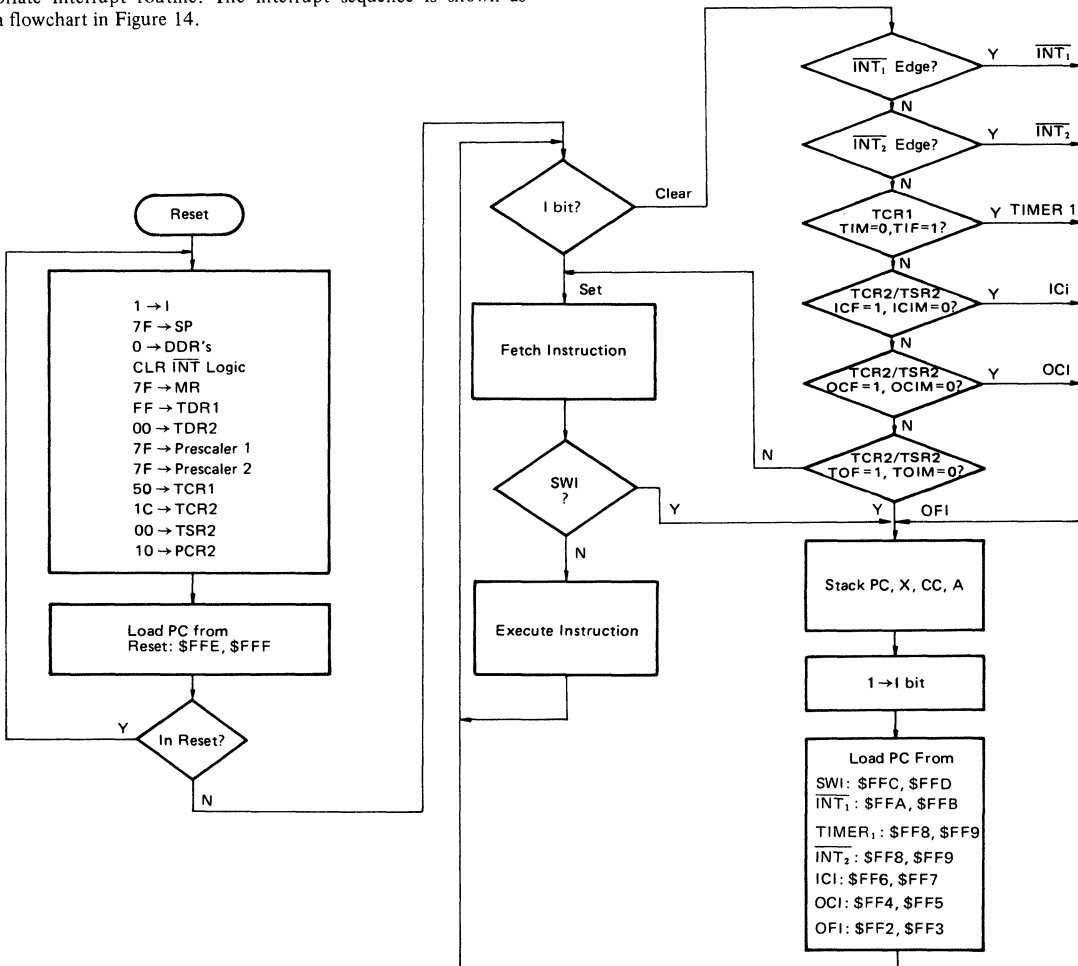 opriate interrupt routine. The interrupt sequence is shown as
a flowchart in Figure 14.
Reset
1 → I
7F → SP
0 → DDR's
CLR INT Logic
7F → MR
FF → TDR1
00 → TDR2
7F → Prescaler 1
7F → Prescaler 2
50 → TCR1
1C → TCR2
00 → TSR2
10 → PCR2
Load PC from
Reset: $FFE, $FFF
In Reset?
Y
N
I bit?
Clear
Set
Fetch Instruction
SWI
?
Y
N
Execute Instruction
INT₁ Edge?
Y
INT₁
N
INT₂ Edge?
Y
INT₂
N
TCR1
TIM=0,TIF=1?
Y
TIMER 1
N
TCR2/TSR2
ICF=1, ICIM=0?
Y
ICi
N
TCR2/TSR2
OCF=1, OCIM=0?
Y
OCI
N
TCR2/TSR2
TOF=1, TOIM=0?
N
Y
OFI
Stack PC, X, CC, A
1→I bit
Load PC From
SWI: $FFC, $FFD
INT₁ : $FFA, $FFB
TIMER₁ : $FF8, $FF9
INT₂ : $FF8, $FF9
ICI: $FF6, $FF7
OCI: $FF4, $FF5
OFI: $FF2, $FF3